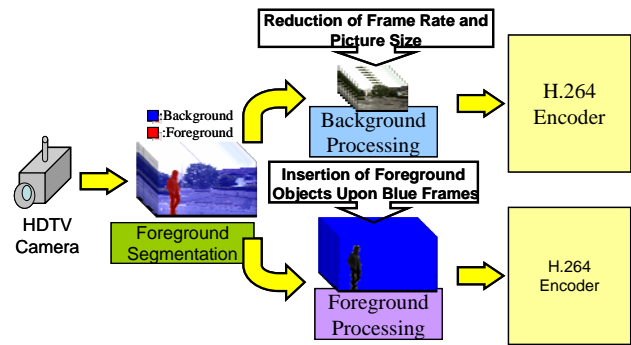 Reduction of Frame Rate and
Picture Size
:Background
:Foreground
HDTV
Camera
Foreground
Segmentation
Background
Processing
H.264
Encoder
Insertion of Foreground
Objects Upon Blue Frames
Foreground
Processing
H.264
Encoder